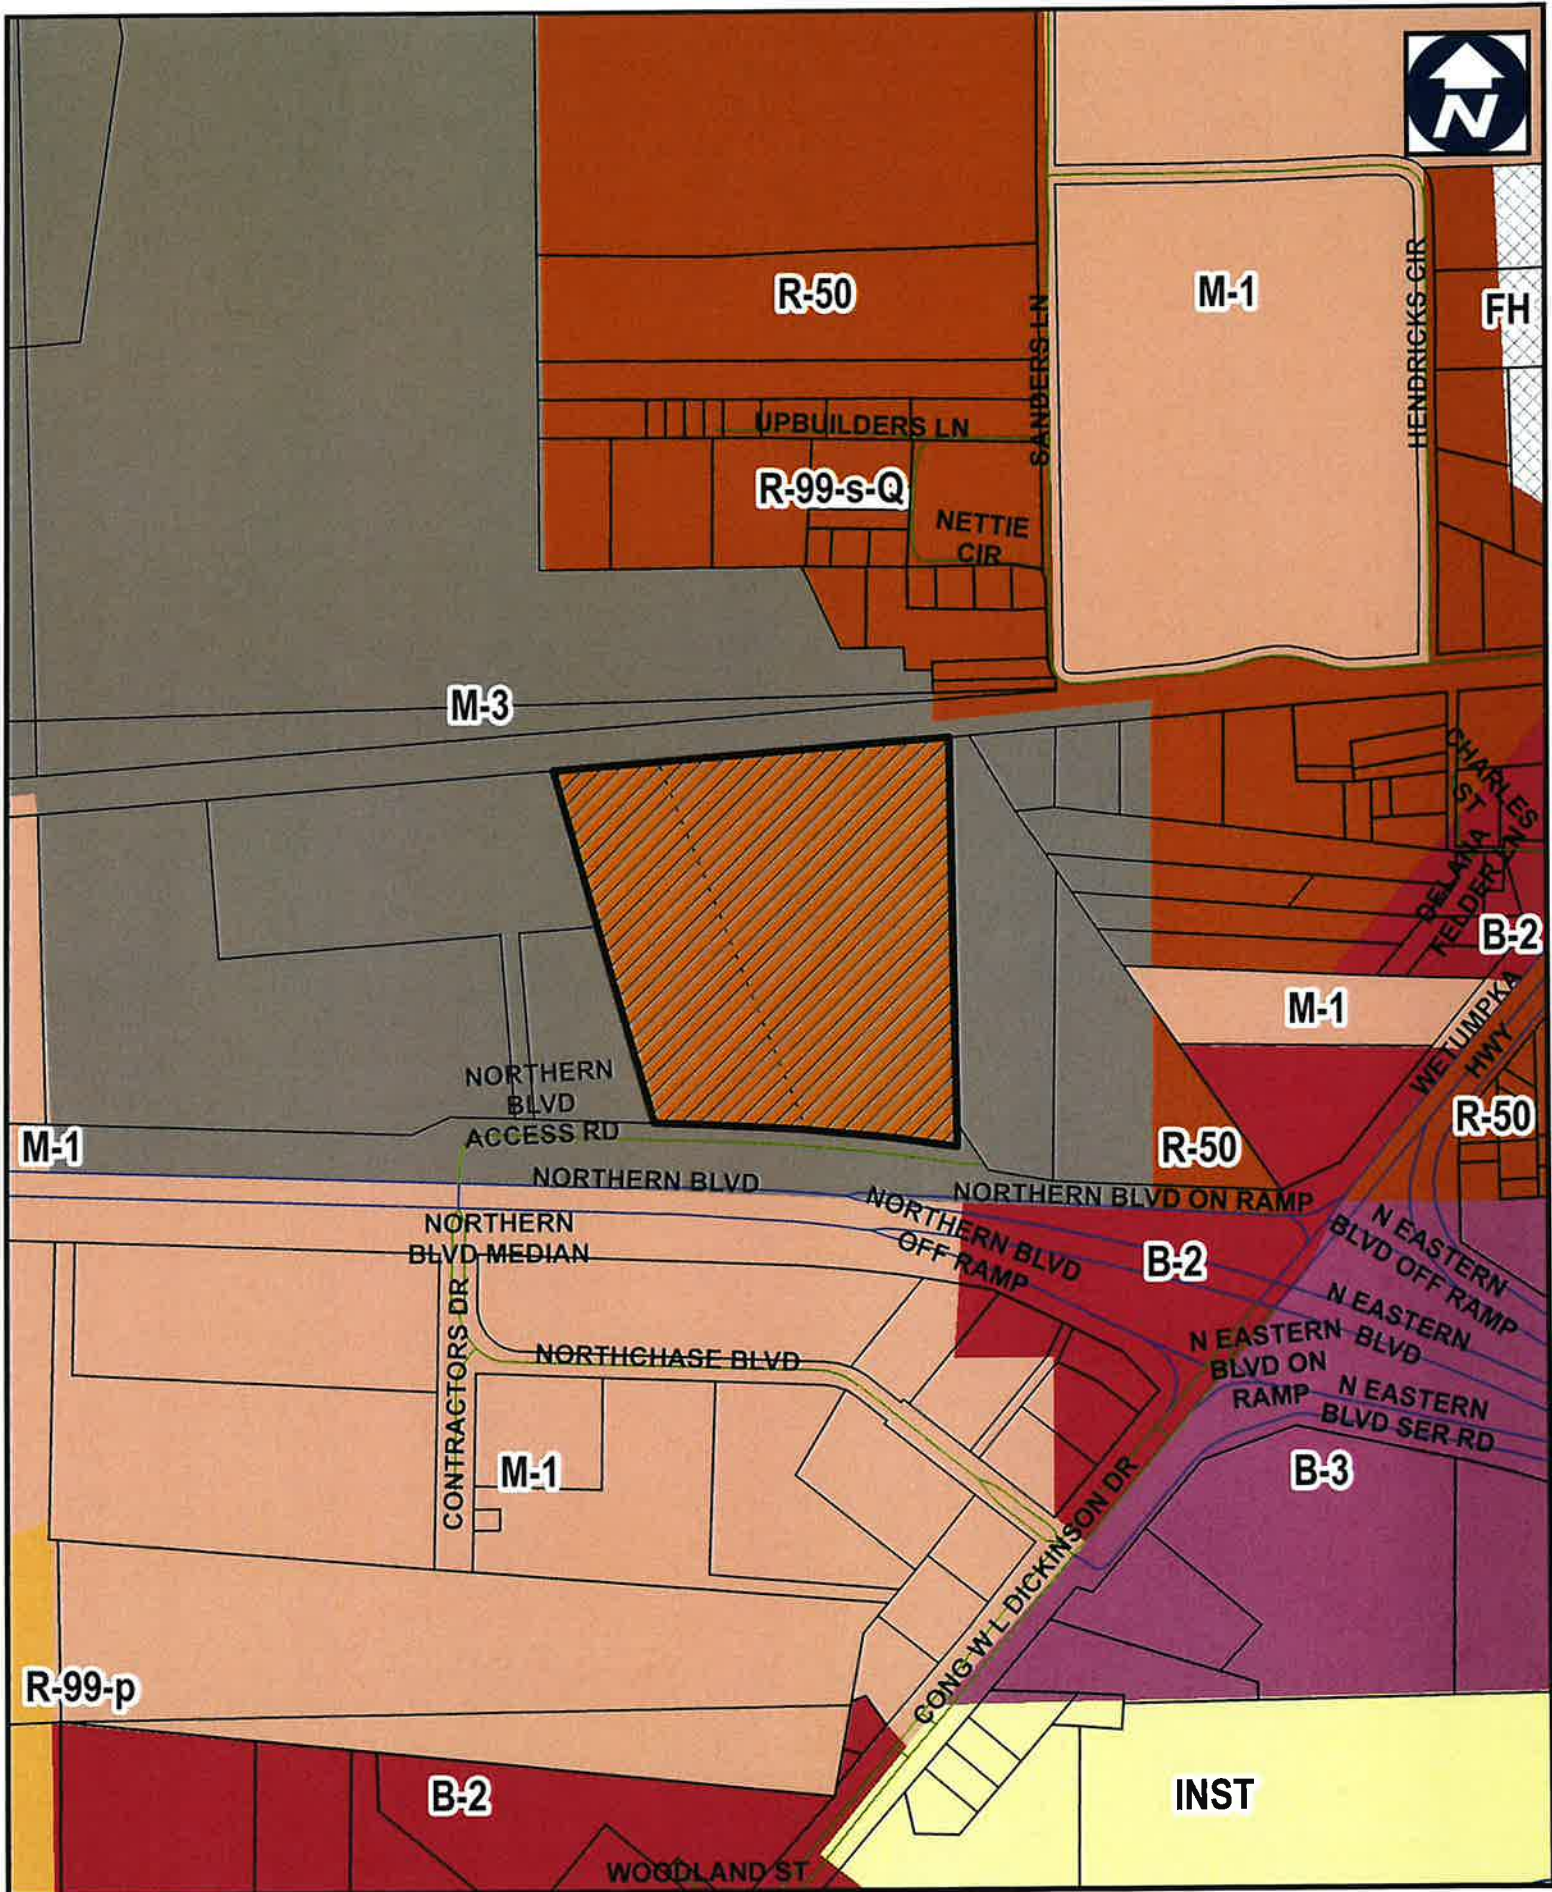 N
R-50
M-1
FH
SANDERS LN
HENDRICKS CIR
UPBUILDERS LN
R-99-s-Q
NETTIE
CIR
M-3
CHARLES
ST
DELANA
FELDER LN
B-2
M-1
WETUMPKA
HWY
NORTHERN
BLVD
ACCESS RD
M-1
R-50
R-50
NORTHERN BLVD
NORTHERN BLVD ON RAMP
NORTHERN
BLVD MEDIAN
NORTHERN BLVD
OFF RAMP
B-2
N EASTERN
BLVD OFF RAMP
N EASTERN
BLVD
N EASTERN
BLVD ON
RAMP
N EASTERN
BLVD SER RD
CONTRACTORS DR
NORTHCHASE BLVD
M-1
B-3
CONG W L DICKINSON DR
R-99-p
B-2
INST
WOODLAND ST